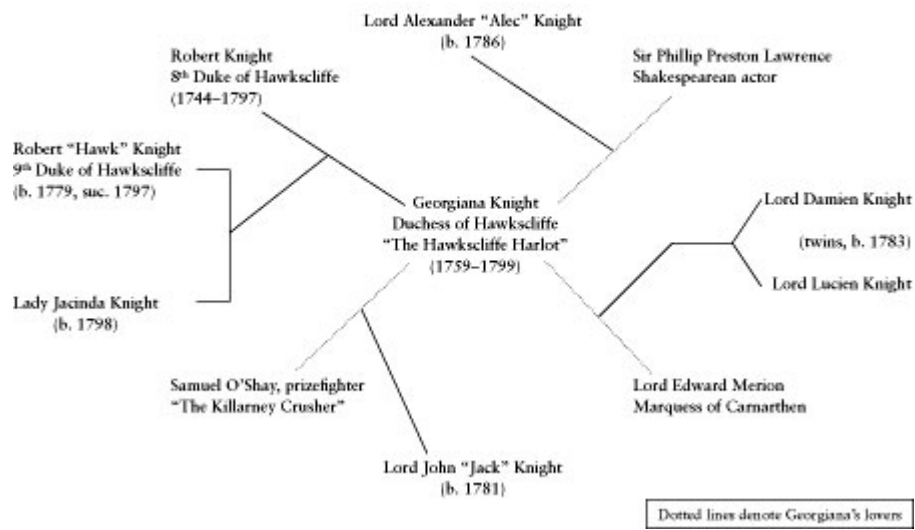 Lord Alexander “Alec” Knight
(b. 1786)
Robert Knight
8th Duke of Hawkscliffe
(1744–1797)
Sir Phillip Preston Lawrence
Shakespearean actor
Robert “Hawk” Knight
9th Duke of Hawkscliffe
(b. 1779, suc. 1797)
Georgiana Knight
Duchess of Hawkscliffe
“The Hawkscliffe Harlot”
(1759–1799)
Lord Damien Knight
(twins, b. 1783)
Lord Lucien Knight
Lady Jacinda Knight
(b. 1798)
Samuel O’Shay, prizefighter
“The Killarney Crusher”
Lord Edward Merion
Marquess of Carnarthen
Lord John “Jack” Knight
(b. 1781)
Dotted lines denote Georgiana’s lovers